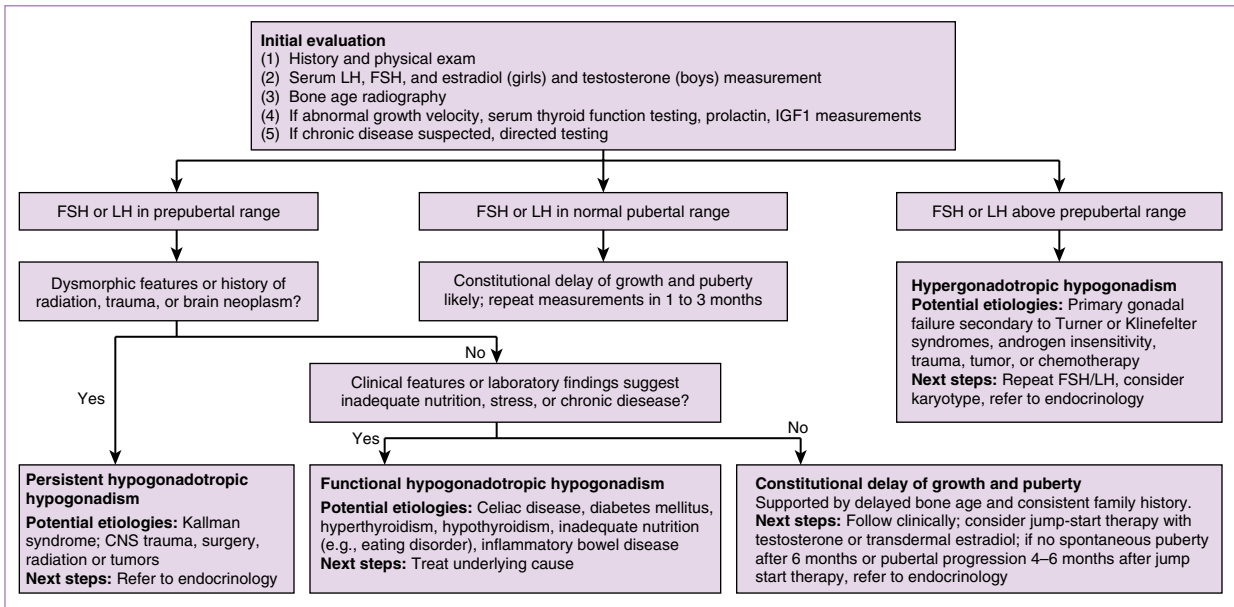 Initial evaluation
(1) History and physical exam
(2) Serum LH, FSH, and estradiol (girls) and testosterone (boys) measurement
(3) Bone age radiography
(4) If abnormal growth velocity, serum thyroid function testing, prolactin, IGF1 measurements
(5) If chronic disease suspected, directed testing
FSH or LH in prepubertal range
FSH or LH in normal pubertal range
FSH or LH above prepubertal range
Dysmorphic features or history of
radiation, trauma, or brain neoplasm?
Constitutional delay of growth and puberty
likely; repeat measurements in 1 to 3 months
Hypergonadotropic hypogonadism
Potential etiologies: Primary gonadal
failure secondary to Turner or Klinefelter
syndromes, androgen insensitivity,
trauma, tumor, or chemotherapy
Next steps: Repeat FSH/LH, consider
karyotype, refer to endocrinology
No
Clinical features or laboratory findings suggest
inadequate nutrition, stress, or chronic diesease?
Yes
Yes
No
Persistent hypogonadotropic
hypogonadism
Potential etiologies: Kallman
syndrome; CNS trauma, surgery,
radiation or tumors
Next steps: Refer to endocrinology
Functional hypogonadotropic hypogonadism
Potential etiologies: Celiac disease, diabetes mellitus,
hyperthyroidism, hypothyroidism, inadequate nutrition
(e.g., eating disorder), inflammatory bowel disease
Next steps: Treat underlying cause
Constitutional delay of growth and puberty
Supported by delayed bone age and consistent family history.
Next steps: Follow clinically; consider jump-start therapy with
testosterone or transdermal estradiol; if no spontaneous puberty
after 6 months or pubertal progression 4–6 months after jump
start therapy, refer to endocrinology